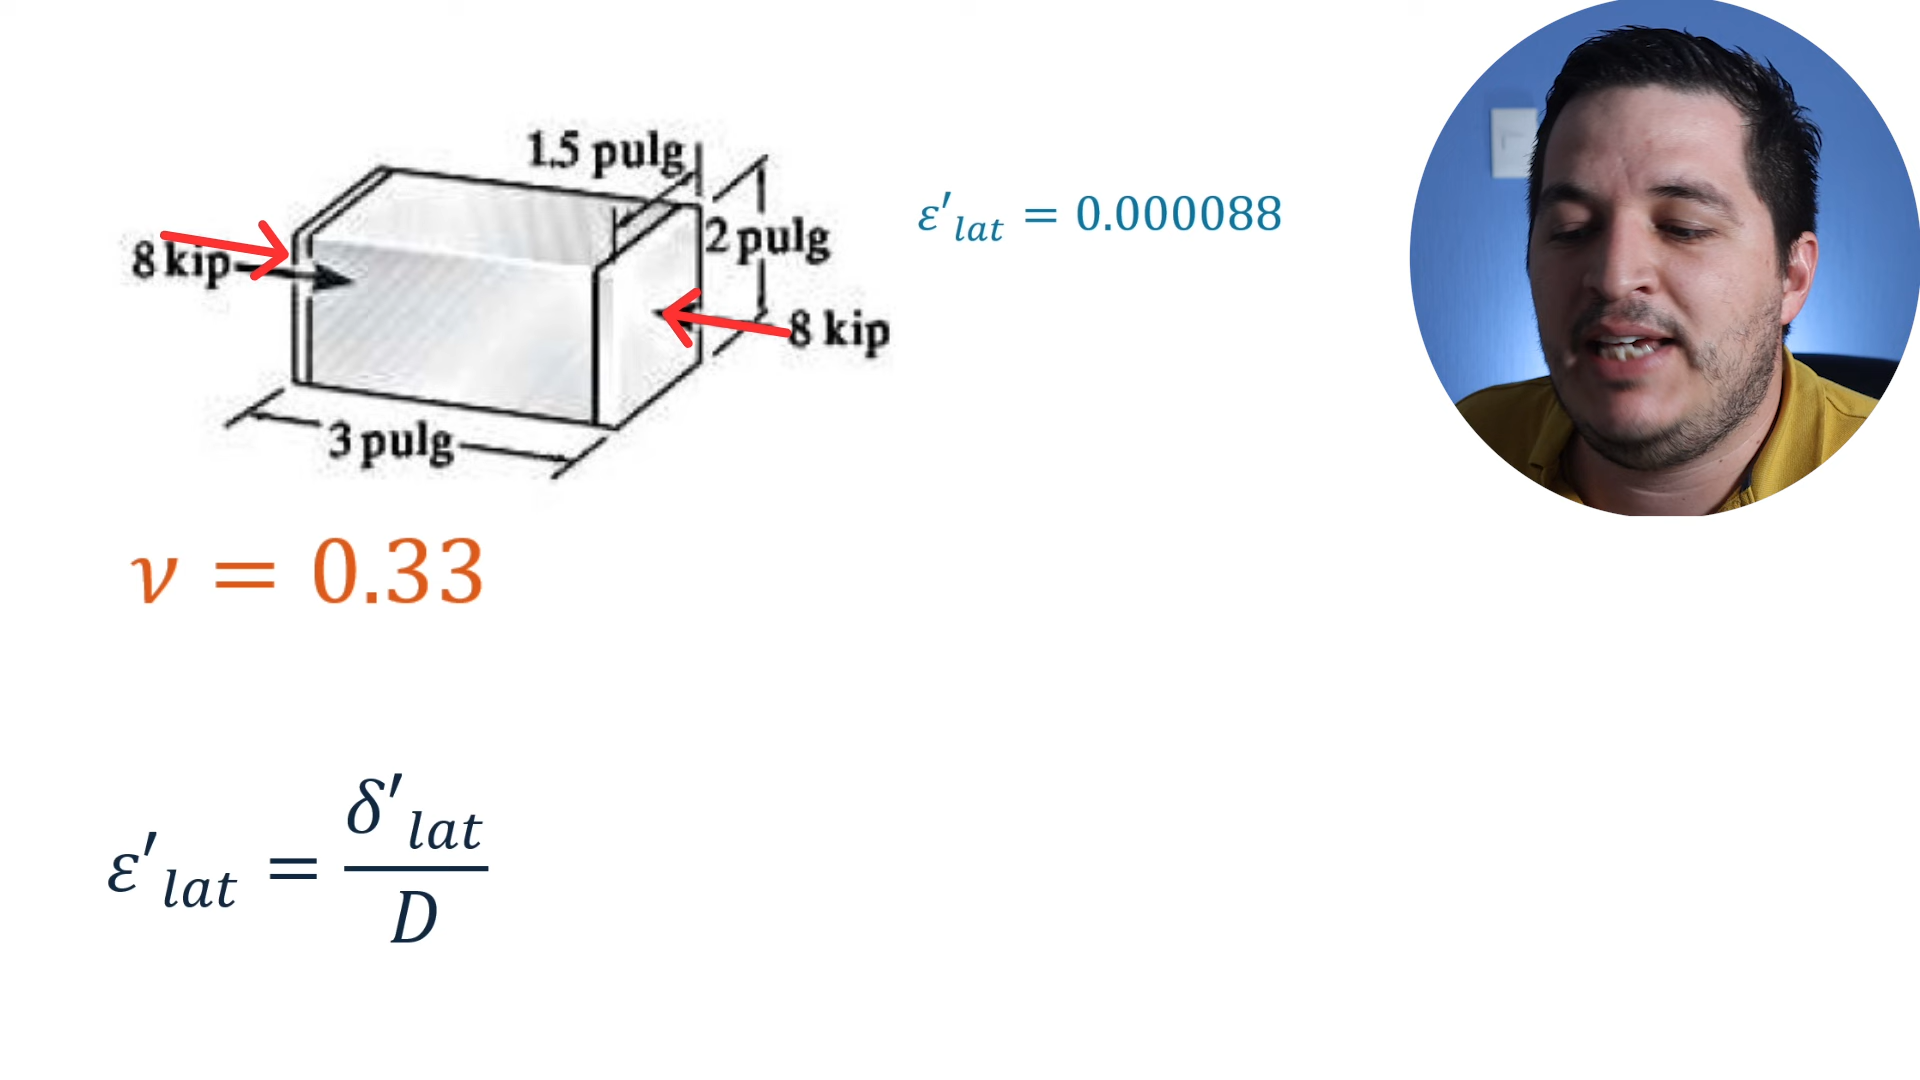 1.5 pulg
2 pulg
8 kip
8 kip
3 pulg
ε'lat = 0.000088
ν = 0.33
ε'lat = δ'lat / D